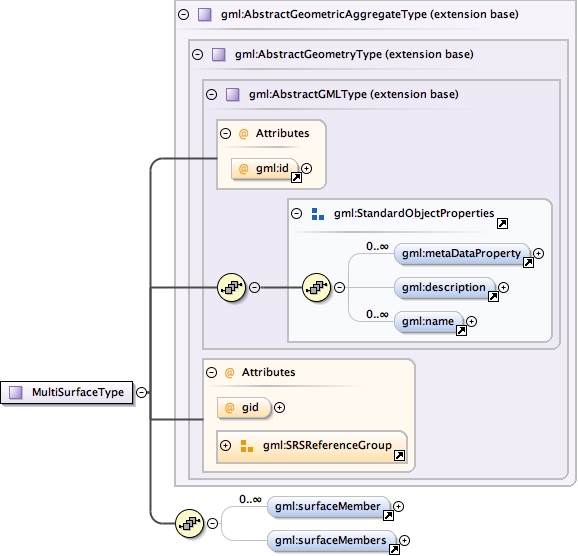 gml:AbstractGeometricAggregateType (extension base)
gml:AbstractGeometryType (extension base)
gml:AbstractGMLType (extension base)
@ Attributes
@ gml:id
gml:StandardObjectProperties
0..∞
gml:metaDataProperty
gml:description
0..∞
gml:name
@ Attributes
MultiSurfaceType
@ gid
gml:SRSReferenceGroup
0..∞
gml:surfaceMember
gml:surfaceMembers